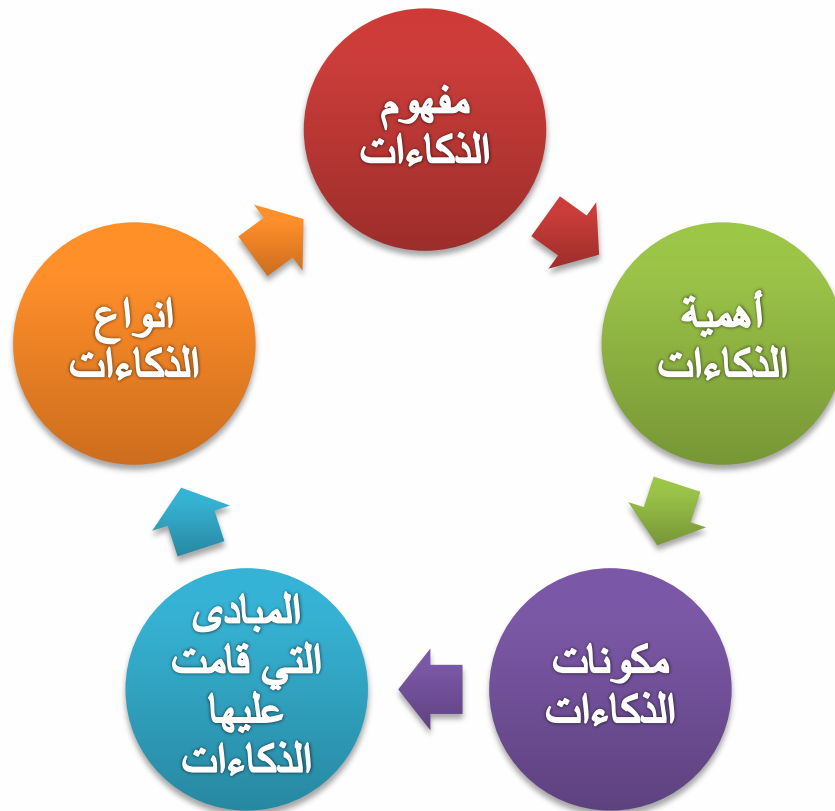 مفهوم
الذكاءات
أهمية
الذكاءات
مكونات
الذكاءات
المبادى
التي قامت
عليها
الذكاءات
انواع
الذكاءات